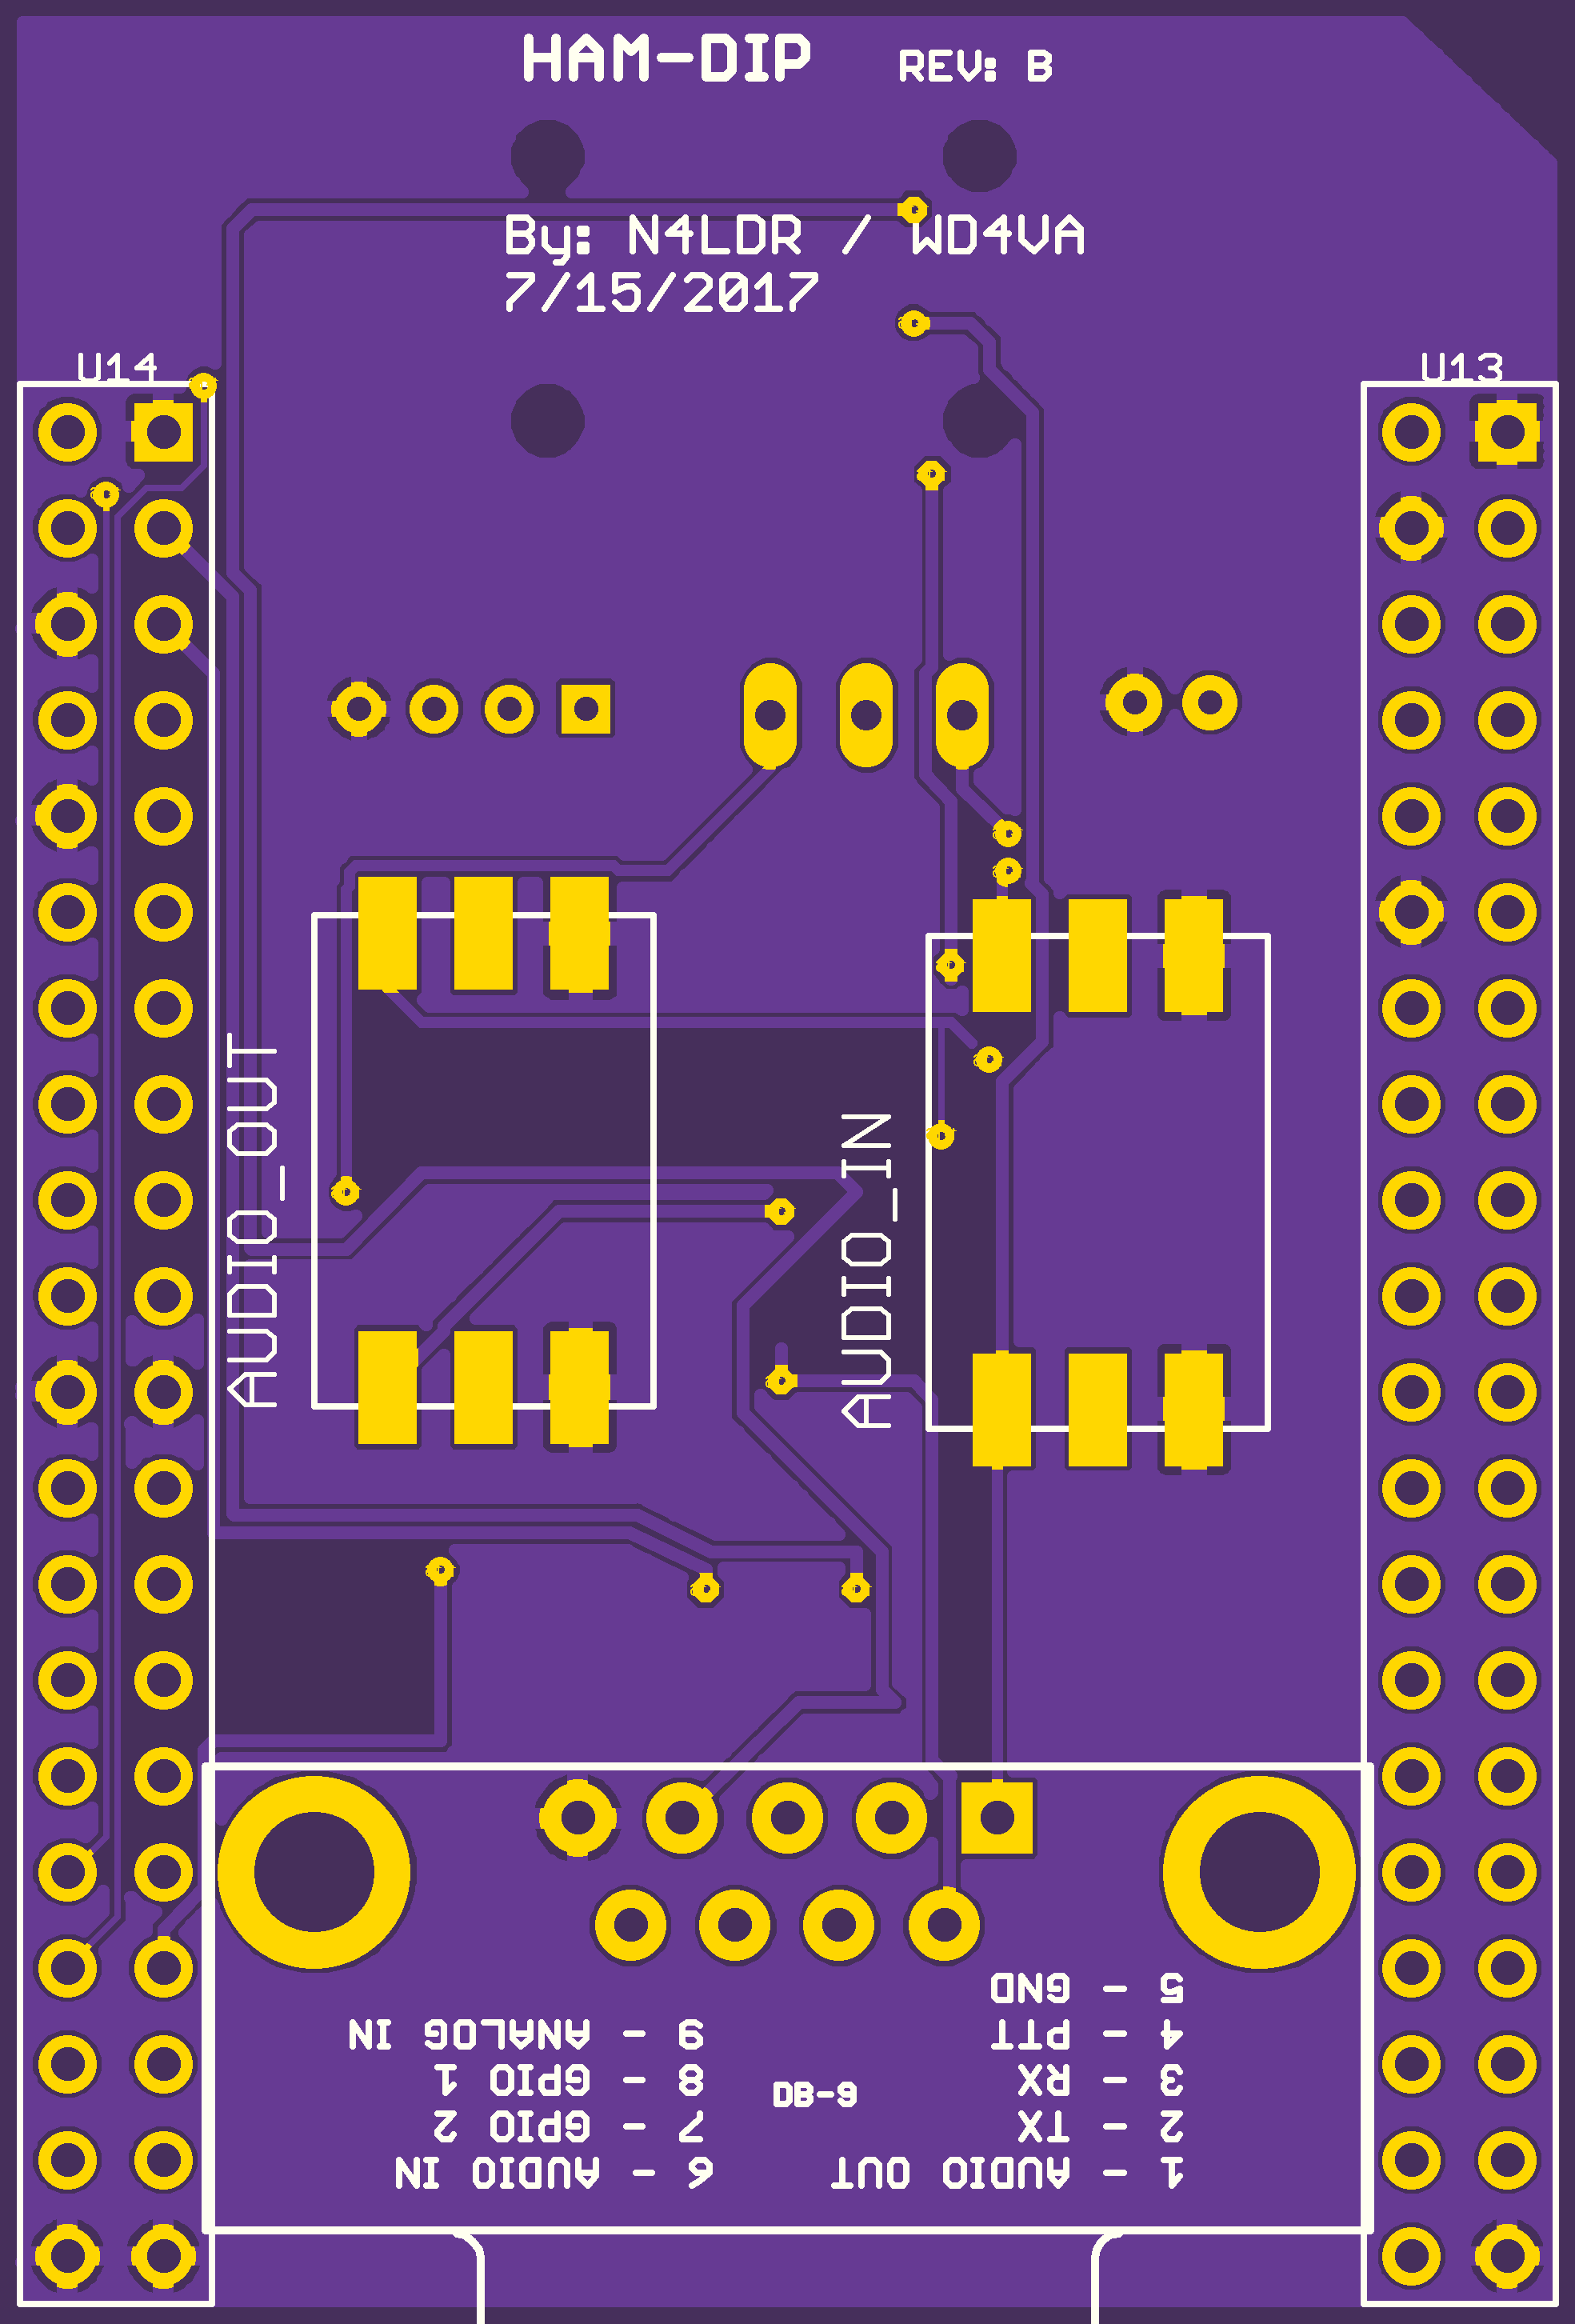 HAM-DIP REV: B
By: N4LDR / WD4VA
7/15/2017
U14
U13
AUDIO_OUT
AUDIO_IN
1 - AUDIO OUT
2 - TX
3 - RX
4 - PTT
5 - GND
6 - AUDIO IN
7 - GPIO 2
8 - GPIO 1
9 - ANALOG IN
DB-9